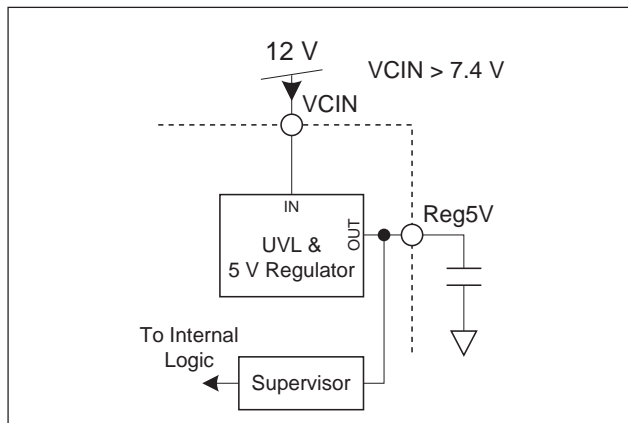 12 V
VCIN > 7.4 V
VCIN
IN
UVL &
5 V Regulator
OUT
Reg5V
To Internal
Logic
Supervisor